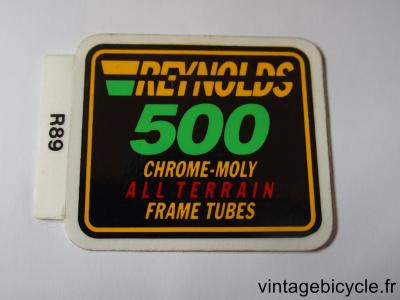 REYNOLDS
500
CHROME-MOLY
ALL TERRAIN
FRAME TUBES
R89
vintagebicycle.fr